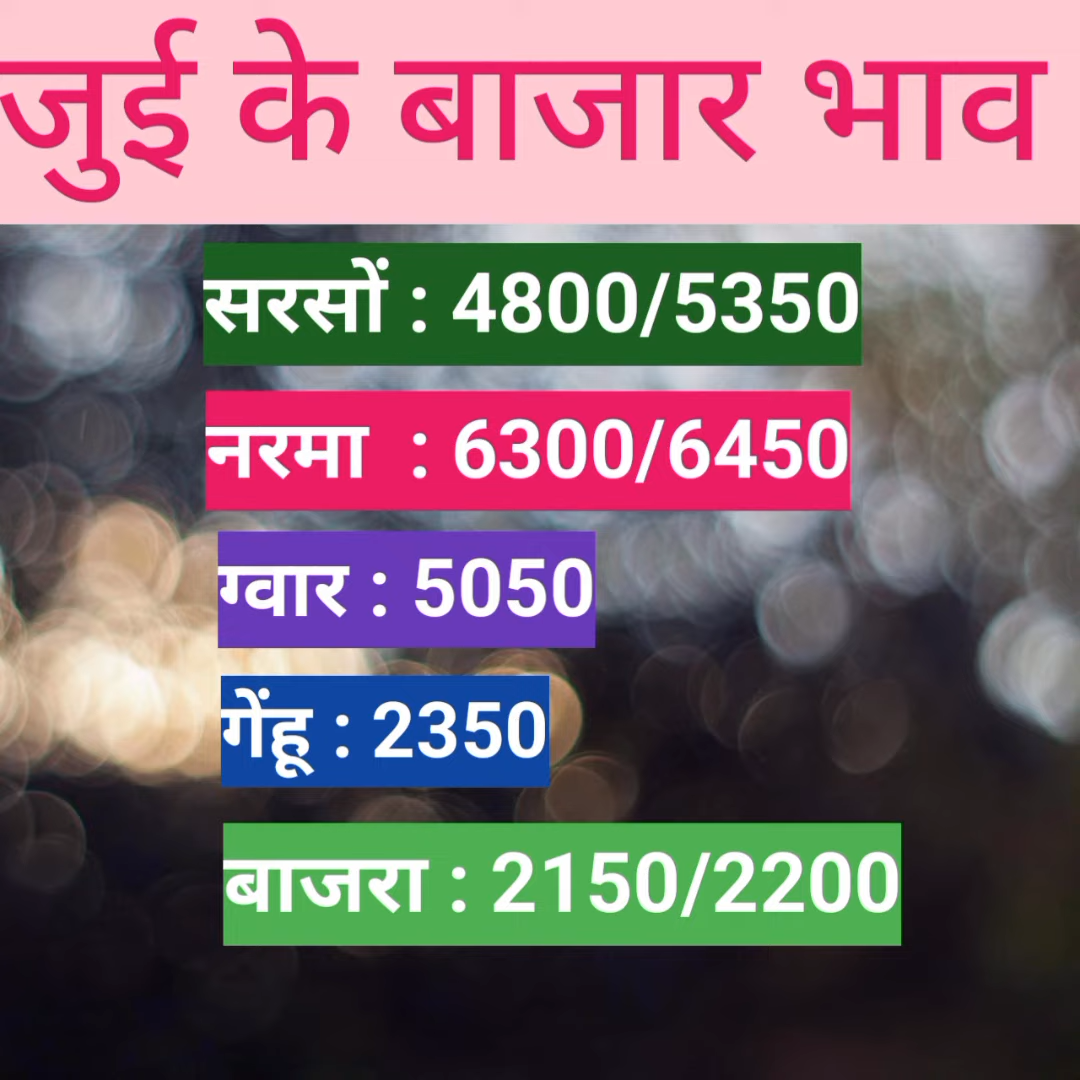 जुई के बाजार भाव
सरसों : 4800/5350
नरमा : 6300/6450
ग्वार : 5050
गेंहू : 2350
बाजरा : 2150/2200